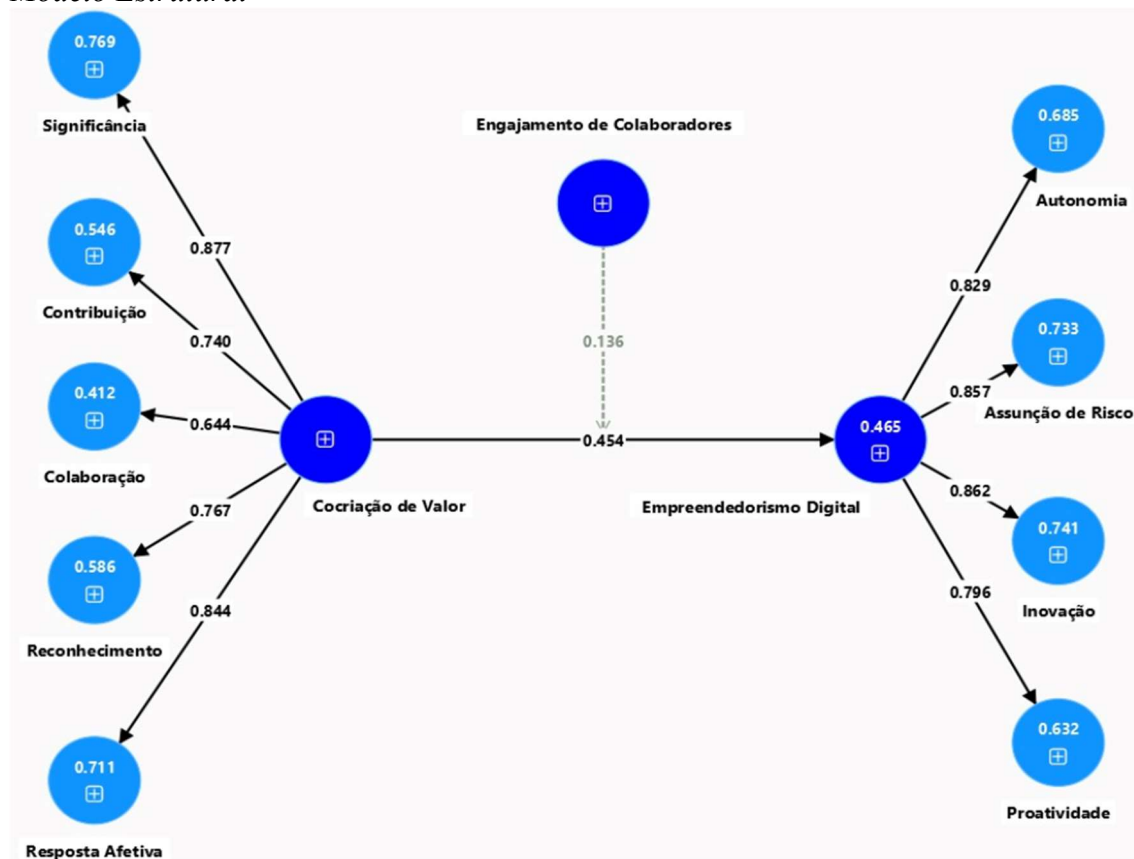 Modelo Estrutural
0.769
Significância
0.877
0.546
Contribuição
0.740
0.412
Colaboração
0.644
0.586
Reconhecimento
0.767
0.711
Resposta Afetiva
0.844
Cocriação de Valor
Engajamento de Colaboradores
0.136
0.454
0.465
Empreendedorismo Digital
0.829
0.685
Autonomia
0.857
0.733
Assunção de Risco
0.862
0.741
Inovação
0.796
0.632
Proatividade